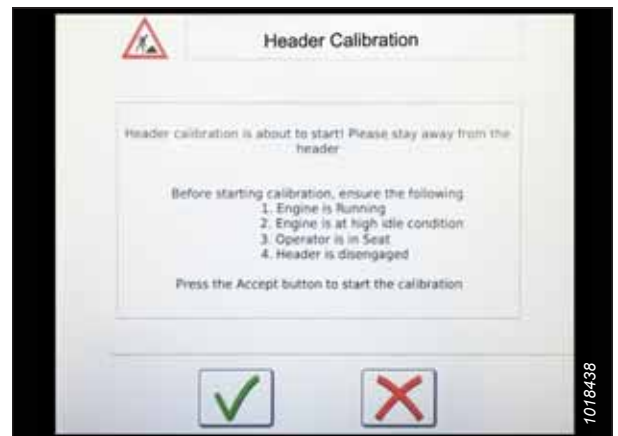 Header Calibration
Header calibration is about to start! Please stay away from the
header
Before starting calibration, ensure the following
1. Engine is Running
2. Engine is at high idle condition
3. Operator is in Seat
4. Header is disengaged
Press the Accept button to start the calibration
1018438